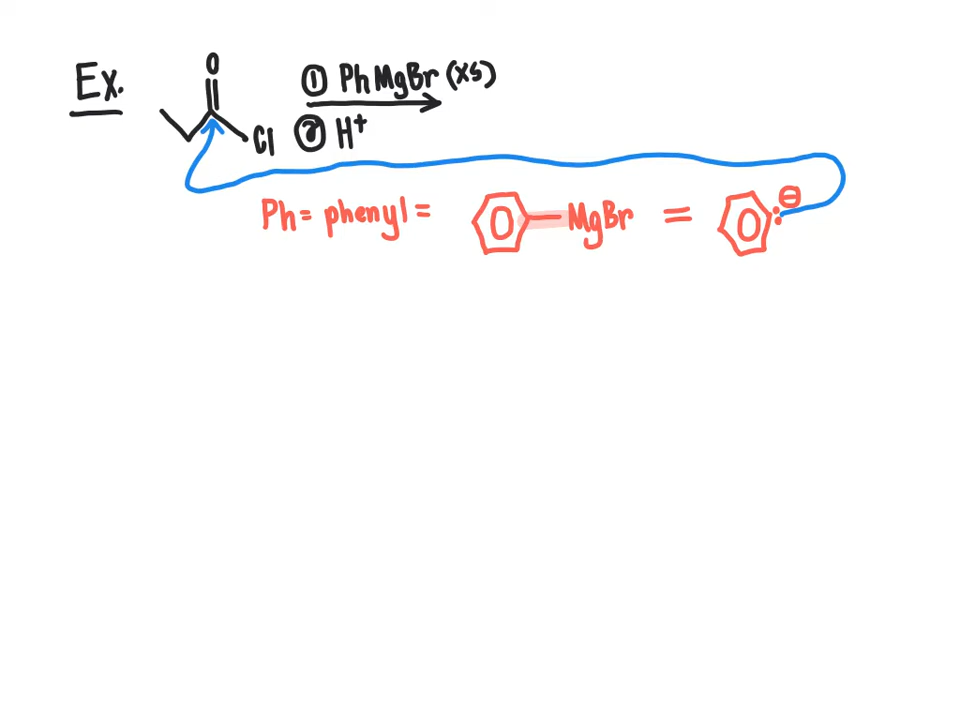 Ex.
O
Cl
① PhMgBr (xs)
② H⁺
Ph = phenyl = MgBr = : ⊖